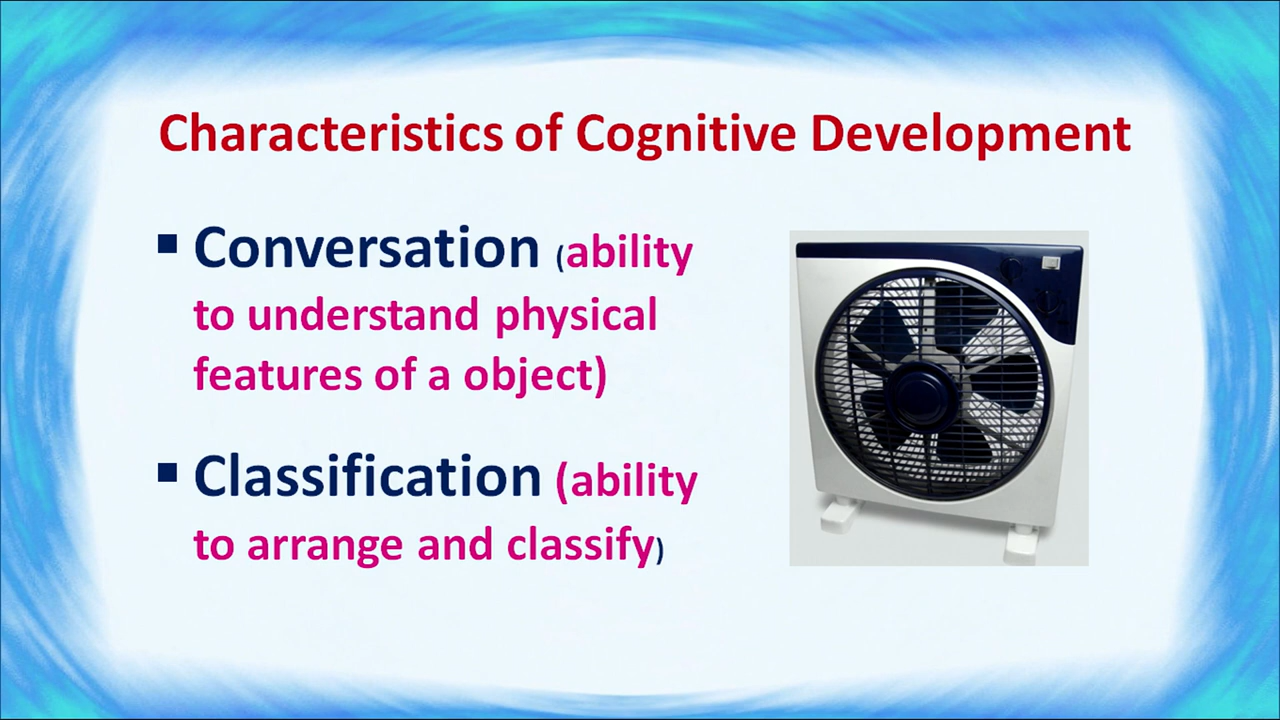 Characteristics of Cognitive Development
▪ Conversation (ability
to understand physical
features of a object)
▪ Classification (ability
to arrange and classify)